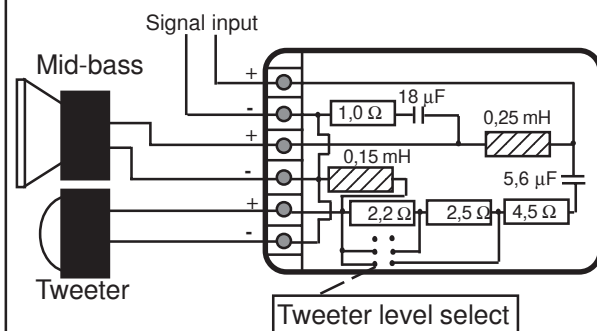 Signal input
Mid-bass
+
-
+
-
+
-
1,0 Ω
18 μF
0,25 mH
0,15 mH
5,6 μF
2,2 Ω
2,5 Ω
4,5 Ω
Tweeter
Tweeter level select